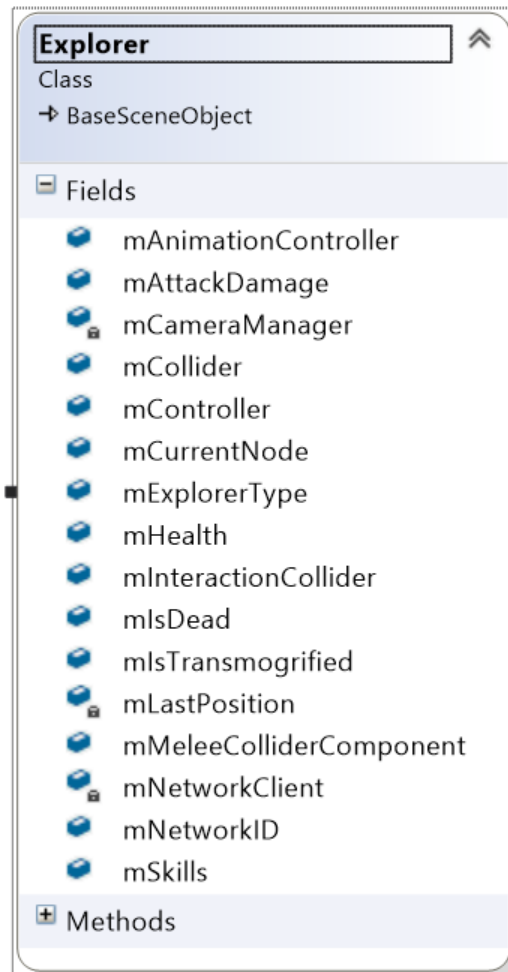 Explorer
Class
BaseSceneObject
Fields
mAnimationController
mAttackDamage
mCameraManager
mCollider
mController
mCurrentNode
mExplorerType
mHealth
mInteractionCollider
mIsDead
mIsTransmogrified
mLastPosition
mMeleeColliderComponent
mNetworkClient
mNetworkID
mSkills
Methods